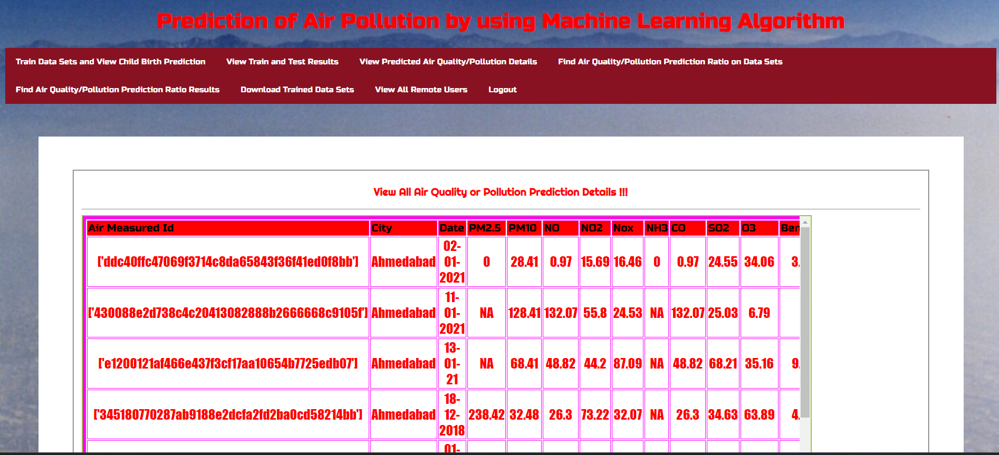 Prediction of Air Pollution by using Machine Learning Algorithm
Train Data Sets and View Child Birth Prediction View Train and Test Results View Predicted Air Quality/Pollution Details Find Air Quality/Pollution Prediction Ratio on Data Sets
Find Air Quality/Pollution Prediction Ratio Results Download Trained Data Sets View All Remote Users Logout
View All Air Quality or Pollution Prediction Details !!!
Air Measured Id City Date PM2.5 PM10 NO NO2 Nox NH3 CO SO2 O3 Ben
['ddc40ffc47069f3714c8da65843f36f41ed0f8bb'] Ahmedabad 02-01-2021 0 28.41 0.97 15.69 16.46 0 0.97 24.55 34.06 3.
['430088e2d738c4c20413082888b2666668c9105f'] Ahmedabad 11-01-2021 NA 128.41 132.07 55.8 24.53 NA 132.07 25.03 6.79
['e1200121af466e437f3cf17aa10654b7725edb07'] Ahmedabad 13-01-21 NA 68.41 48.82 44.2 87.09 NA 48.82 68.21 35.16 9.
['345180770287ab9188e2dcfa2fd2ba0cd58214bb'] Ahmedabad 18-12-2018 238.42 32.48 26.3 73.22 32.07 NA 26.3 34.63 63.89 4.
01-